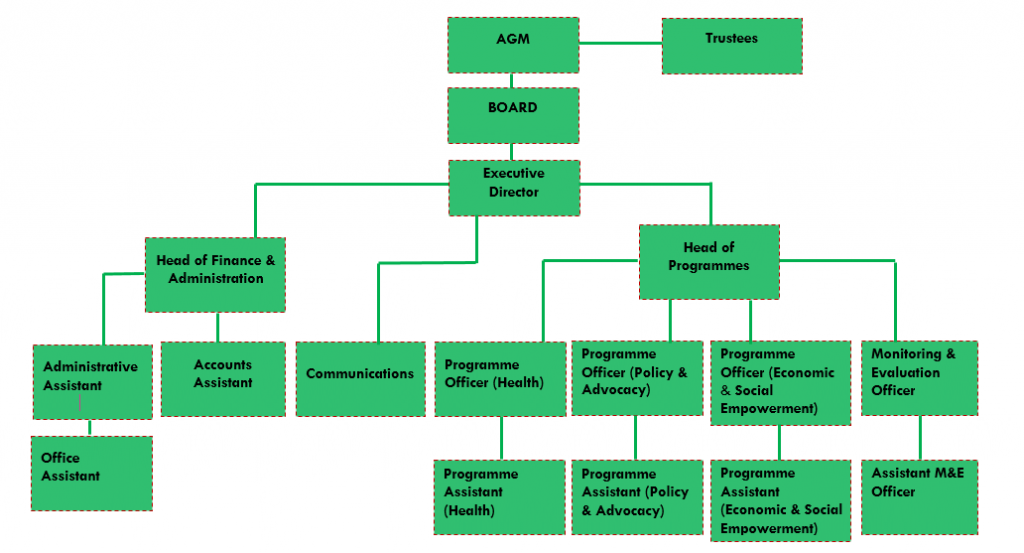 AGM
Trustees
BOARD
Executive
Director
Head of Finance &
Administration
Head of
Programmes
Administrative
Assistant
Accounts
Assistant
Communications
Programme
Officer (Health)
Programme
Officer (Policy &
Advocacy)
Programme
Officer (Economic
& Social
Empowerment)
Monitoring &
Evaluation
Officer
Office
Assistant
Programme
Assistant
(Health)
Programme
Assistant (Policy
& Advocacy)
Programme
Assistant
(Economic & Social
Empowerment)
Assistant M&E
Officer